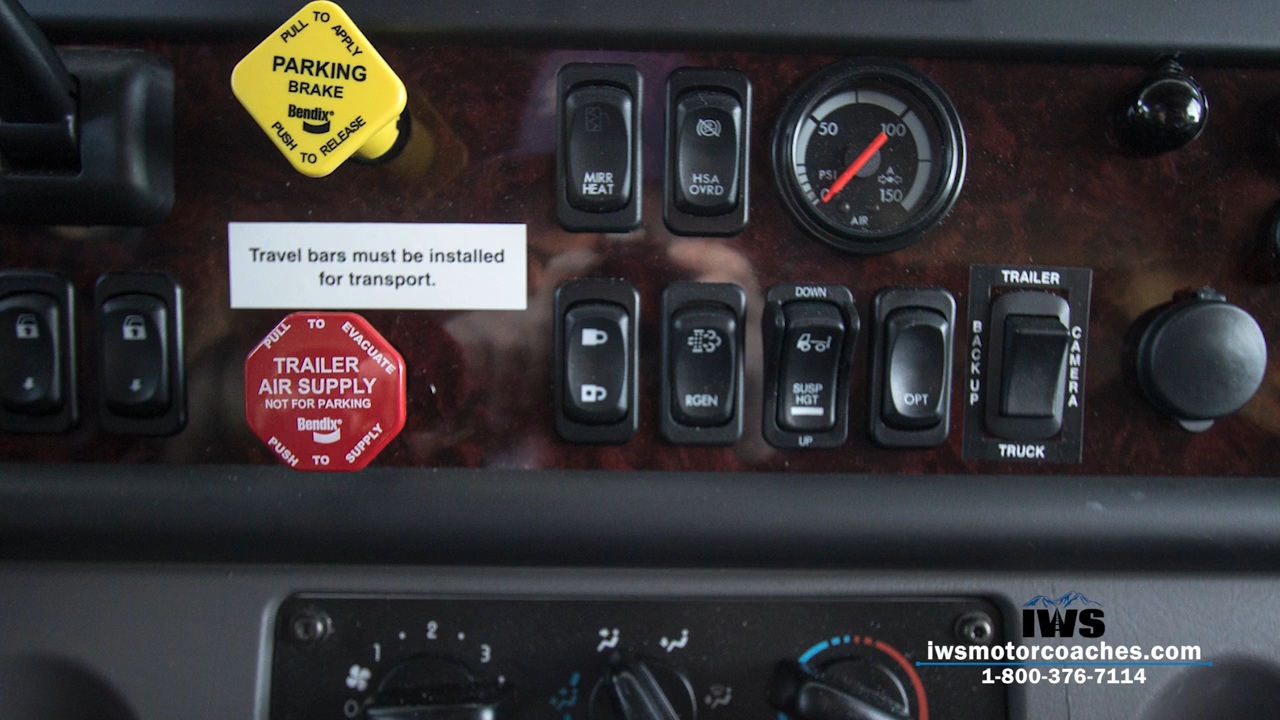 PULL TO APPLY
PARKING
BRAKE
Bendix®
PUSH TO RELEASE
MIRR
HEAT
HSA
OVRD
50 100
PSI A
0 150
AIR
Travel bars must be installed
for transport.
PULL TO EVACUATE
TRAILER
AIR SUPPLY
NOT FOR PARKING
Bendix®
PUSH TO SUPPLY
RGEN
DOWN
SUSP
HGT
UP
OPT
TRAILER
BACK UP
CAMERA
TRUCK
0 1 2 3
IWS
iwsmotorcoaches.com
1-800-376-7114